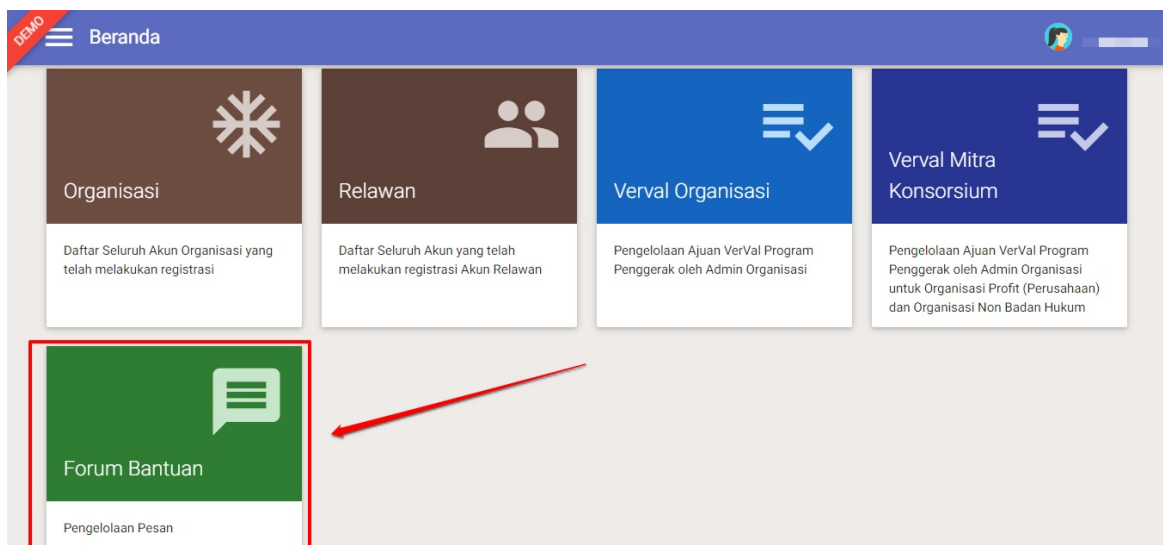 DEMO
Beranda
Organisasi
Daftar Seluruh Akun Organisasi yang
telah melakukan registrasi
Relawan
Daftar Seluruh Akun yang telah
melakukan registrasi Akun Relawan
Verval Organisasi
Pengelolaan Ajuan VerVal Program
Penggerak oleh Admin Organisasi
Verval Mitra
Konsorsium
Pengelolaan Ajuan VerVal Program
Penggerak oleh Admin Organisasi
untuk Organisasi Profit (Perusahaan)
dan Organisasi Non Badan Hukum
Forum Bantuan
Pengelolaan Pesan